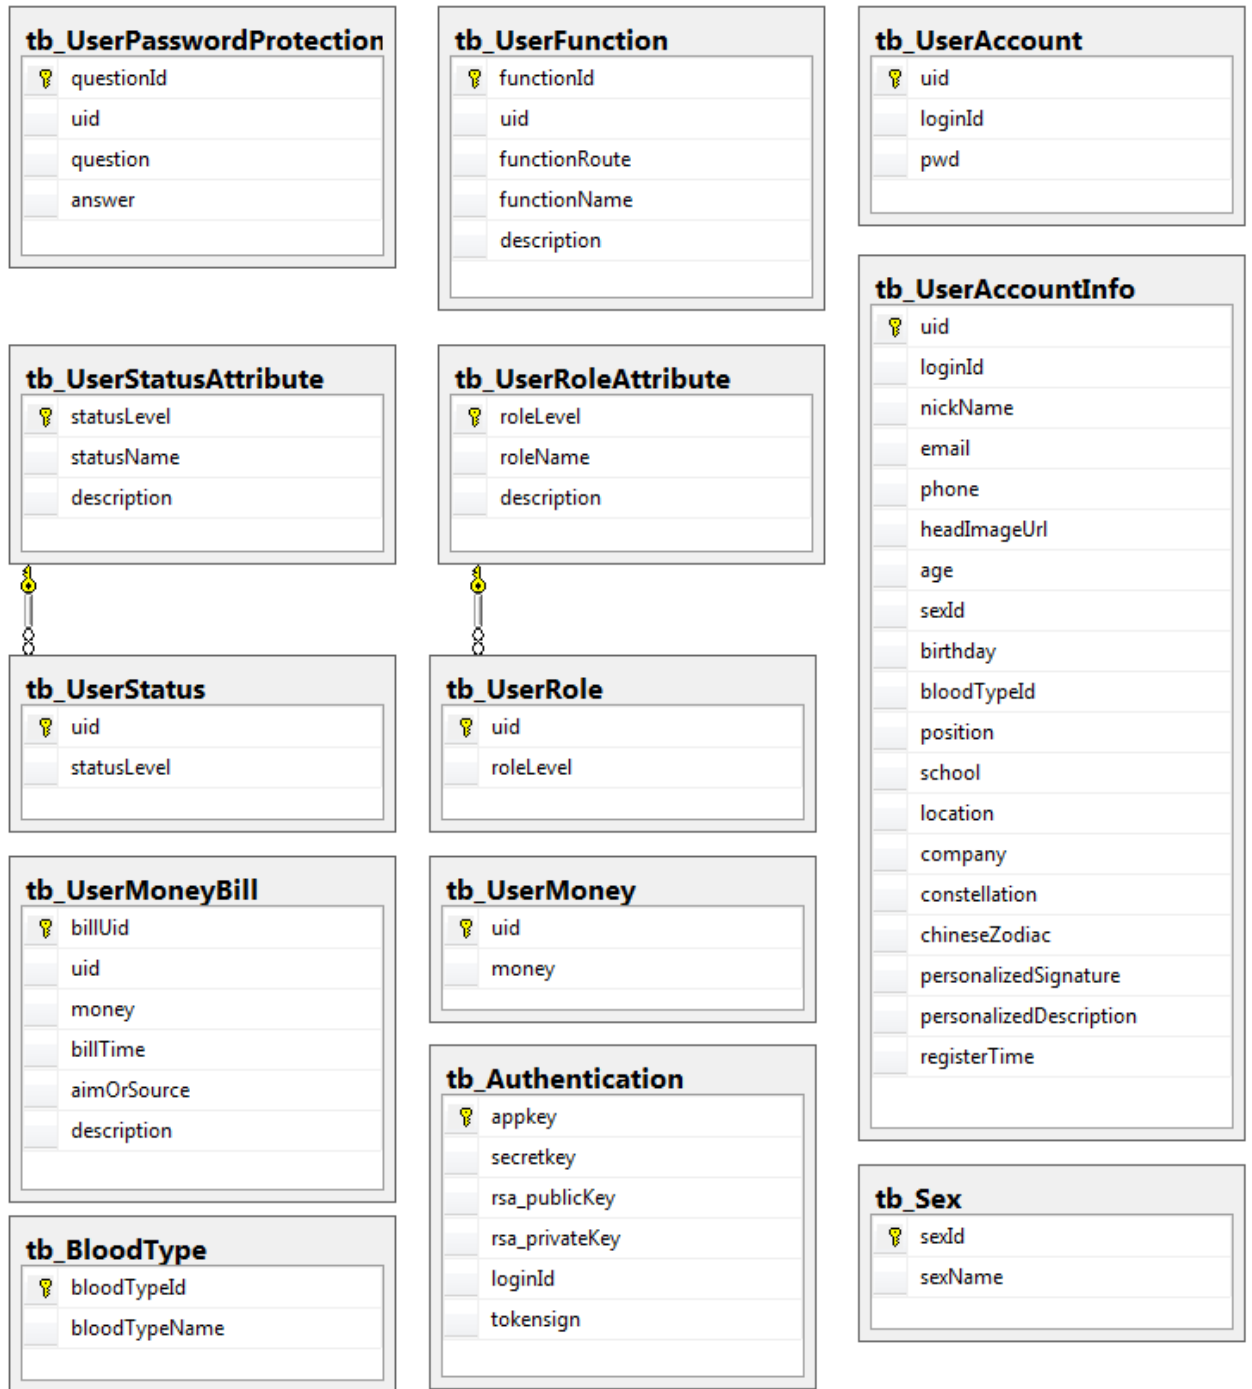 tb_UserPasswordProtection
questionId
uid
question
answer
tb_UserFunction
functionId
uid
functionRoute
functionName
description
tb_UserAccount
uid
loginId
pwd
tb_UserAccountInfo
uid
loginId
nickName
email
phone
headImageUrl
age
sexId
birthday
bloodTypeId
position
school
location
company
constellation
chineseZodiac
personalizedSignature
personalizedDescription
registerTime
tb_UserStatusAttribute
statusLevel
statusName
description
tb_UserRoleAttribute
roleLevel
roleName
description
tb_UserStatus
uid
statusLevel
tb_UserRole
uid
roleLevel
tb_UserMoneyBill
billUid
uid
money
billTime
aimOrSource
description
tb_UserMoney
uid
money
tb_Authentication
appkey
secretkey
rsa_publicKey
rsa_privateKey
loginId
tokensign
tb_Sex
sexId
sexName
tb_BloodType
bloodTypeId
bloodTypeName